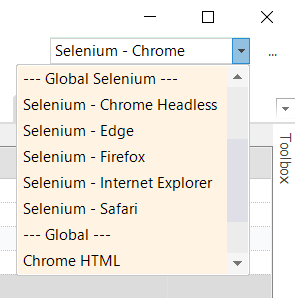 Selenium - Chrome
...
--- Global Selenium ---
Selenium - Chrome Headless
Selenium - Edge
Selenium - Firefox
Selenium - Internet Explorer
Selenium - Safari
--- Global ---
Chrome HTML
Toolbox